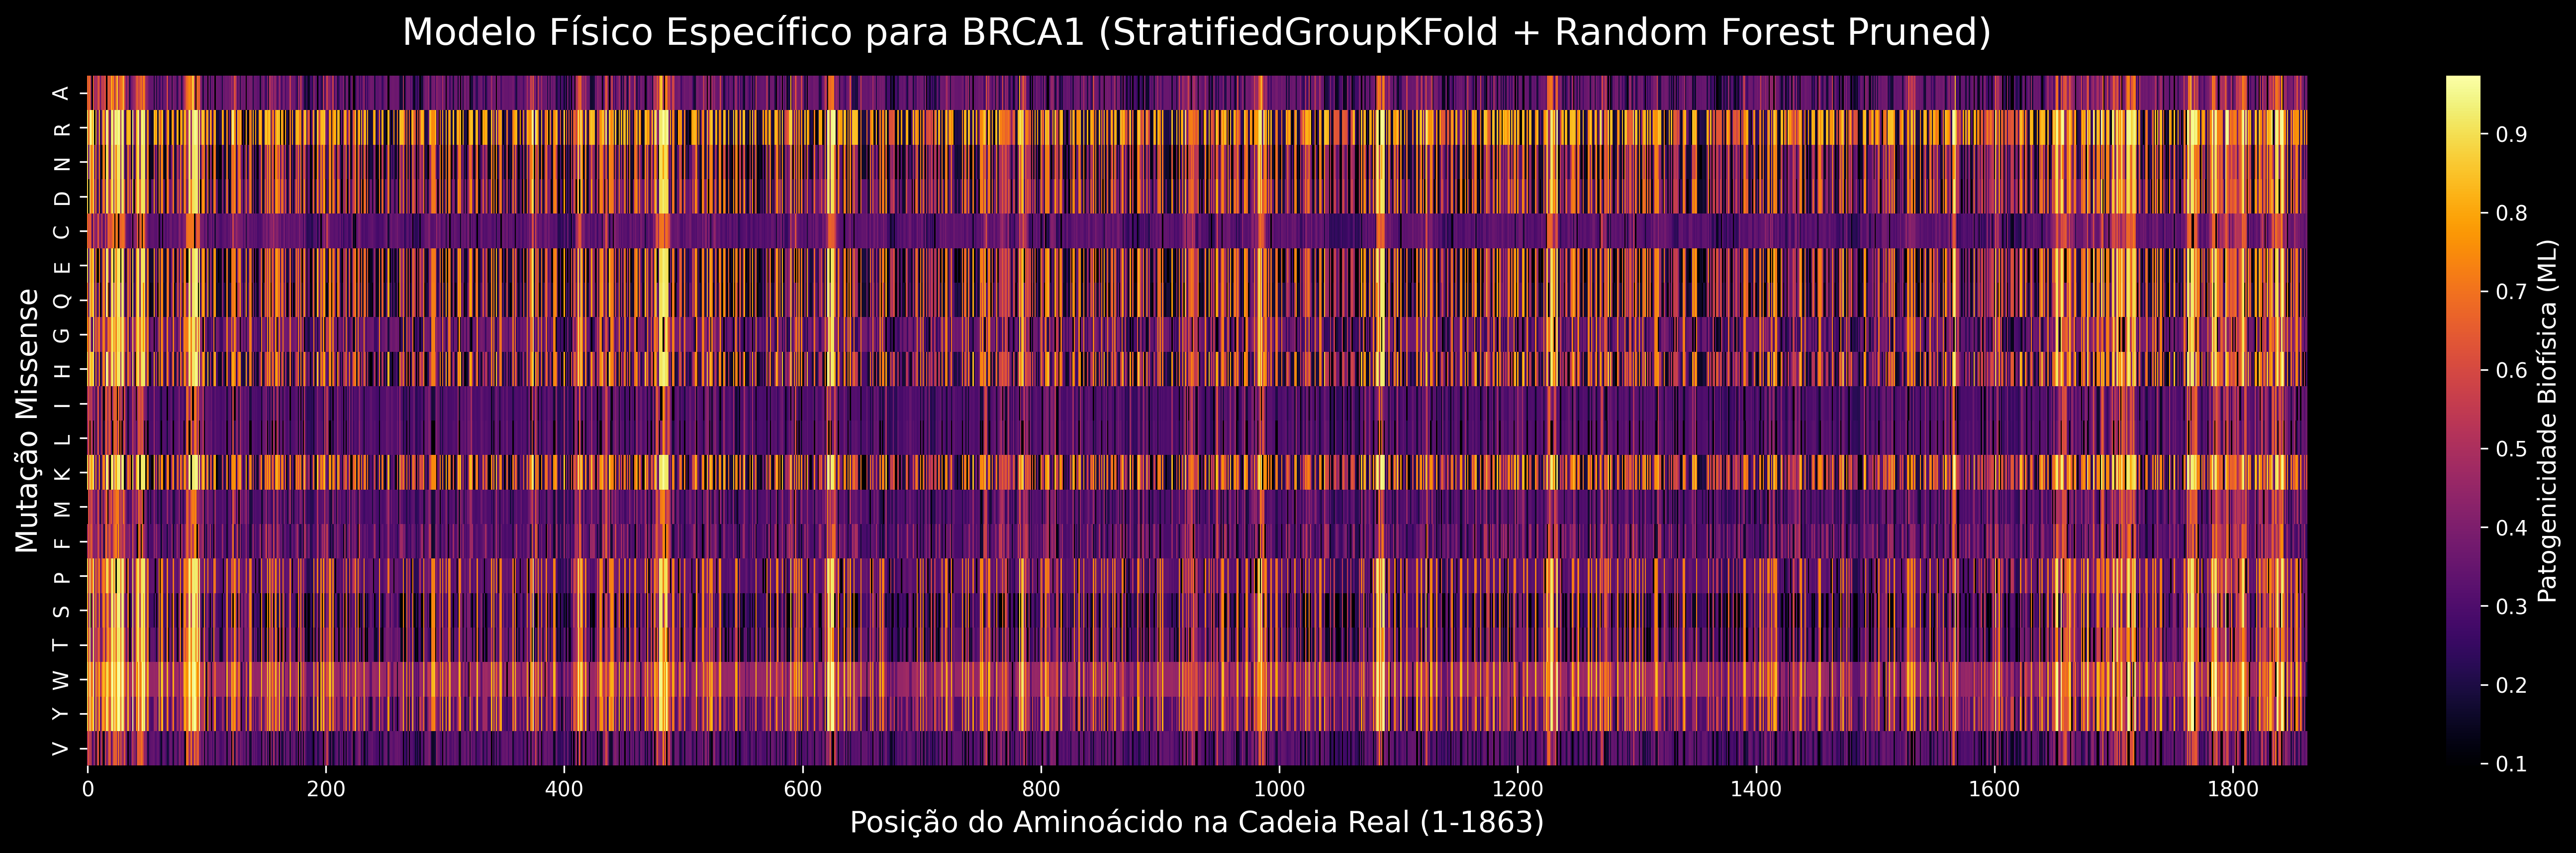 Modelo Físico Específico para BRCA1 (StratifiedGroupKFold + Random Forest Pruned)
Mutação Missense
A
R
N
D
C
E
Q
G
H
I
L
K
M
F
P
S
T
W
Y
V
0 200 400 600 800 1000 1200 1400 1600 1800
Posição do Aminoácido na Cadeia Real (1-1863)
0.9
0.8
0.7
0.6
0.5
0.4
0.3
0.2
0.1
Patogenicidade Biofísica (ML)